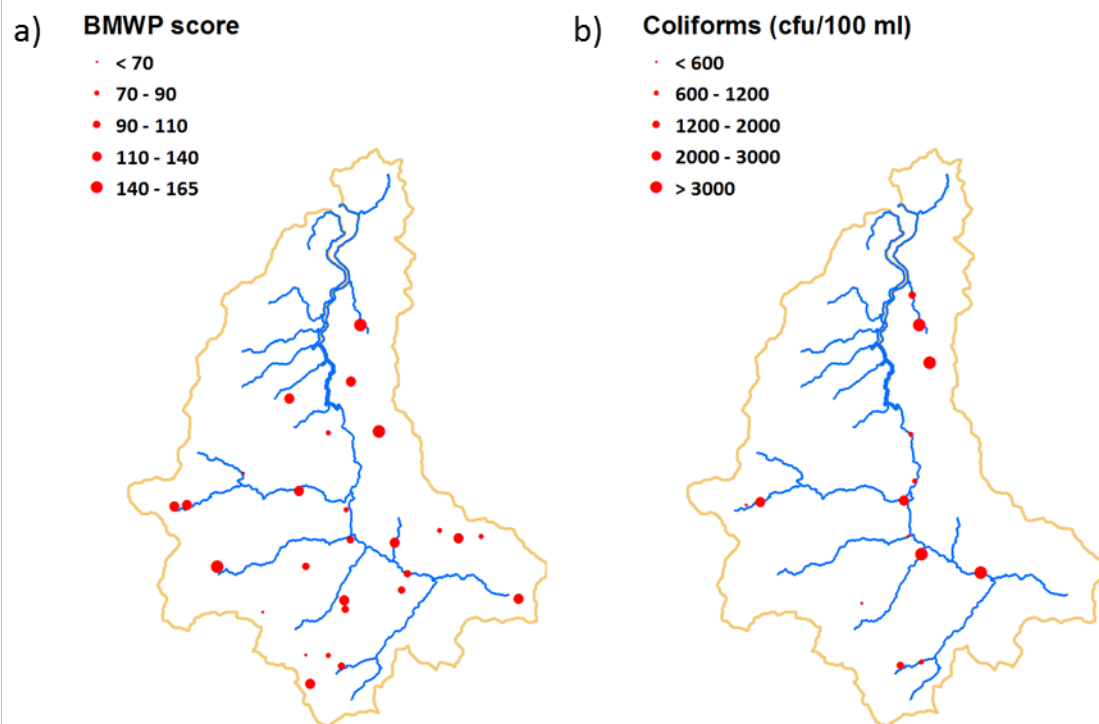 a) BMWP score
< 70
70 - 90
90 - 110
110 - 140
140 - 165
b) Coliforms (cfu/100 ml)
< 600
600 - 1200
1200 - 2000
2000 - 3000
> 3000